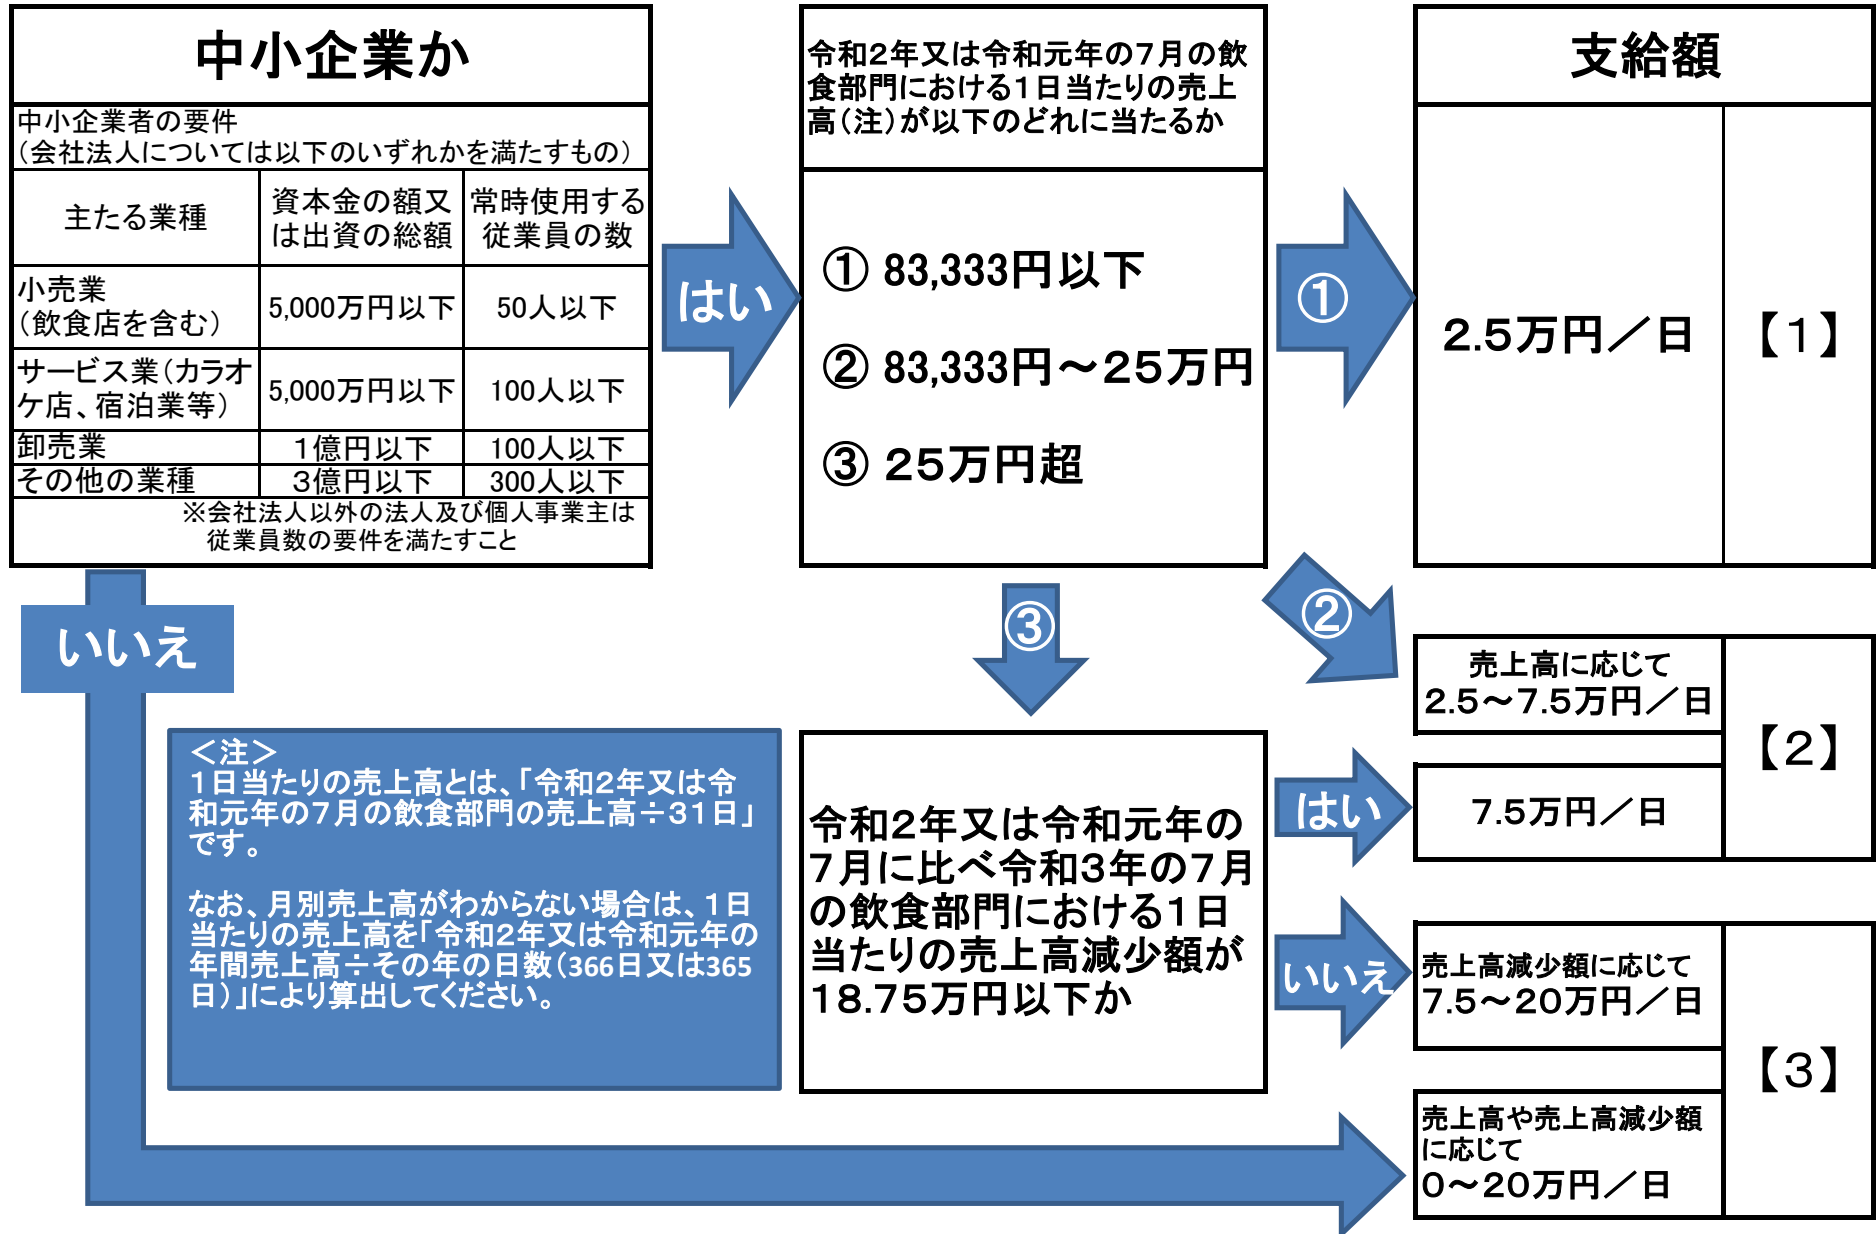 中小企業か
中小企業者の要件
（会社法人については以下のいずれかを満たすもの）
主たる業種
資本金の額又
は出資の総額
常時使用する
従業員の数
小売業
（飲食店を含む）
5,000万円以下
50人以下
サービス業（カラオ
ケ店、宿泊業等）
5,000万円以下
100人以下
卸売業
１億円以下
100人以下
その他の業種
３億円以下
300人以下
※会社法人以外の法人及び個人事業主は
従業員数の要件を満たすこと
はい
令和２年又は令和元年の７月の飲
食部門における１日当たりの売上
高（注）が以下のどれに当たるか
① 83,333円以下
② 83,333円～２５万円
③ ２５万円超
①
支給額
２.５万円／日
【１】
いいえ
③
②
売上高に応じて
２.５～７.５万円／日
【２】
７.５万円／日
＜注＞
１日当たりの売上高とは、「令和２年又は令
和元年の７月の飲食部門の売上高÷３１日」
です。
なお、月別売上高がわからない場合は、１日
当たりの売上高を「令和２年又は令和元年の
年間売上高÷その年の日数（366日又は365
日）」により算出してください。
令和２年又は令和元年の
７月に比べ令和３年の７月
の飲食部門における１日
当たりの売上高減少額が
１８.７５万円以下か
はい
いいえ
売上高減少額に応じて
７.５～２０万円／日
【３】
売上高や売上高減少額
に応じて
０～２０万円／日